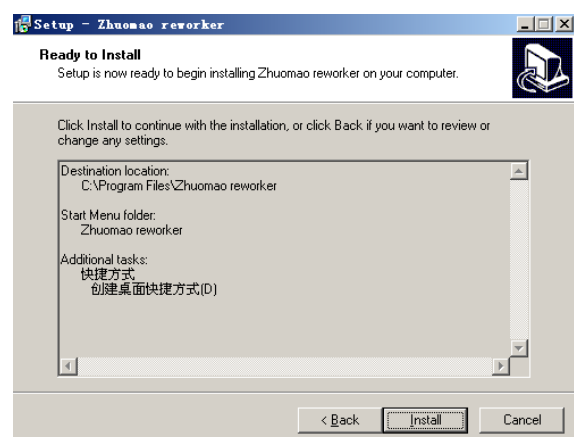 Setup - Zhuomao reworker
Ready to Install
Setup is now ready to begin installing Zhuomao reworker on your computer.
Click Install to continue with the installation, or click Back if you want to review or
change any settings.
Destination location:
C:\Program Files\Zhuomao reworker
Start Menu folder:
Zhuomao reworker
Additional tasks:
快捷方式
创建桌面快捷方式(D)
< Back
Install
Cancel